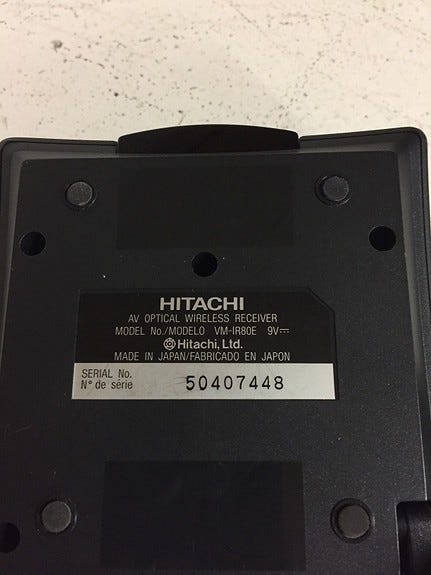 HITACHI
AV OPTICAL WIRELESS RECEIVER
MODEL No./MODELO VM-IR80E 9V⎓
Hitachi, Ltd.
MADE IN JAPAN/FABRICADO EN JAPON
SERIAL No.
N° de série 50407448